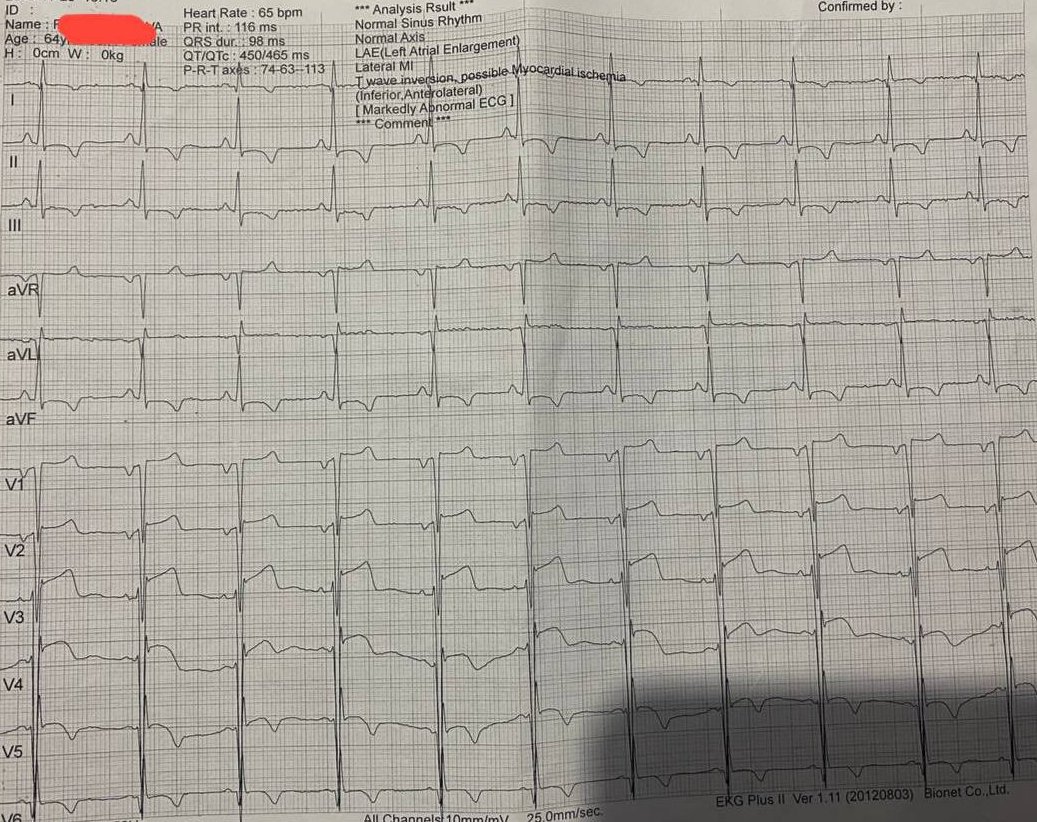 ID :
Name :
Age : 64y
H : 0cm W : 0kg
Heart Rate : 65 bpm
PR int. : 116 ms
QRS dur. : 98 ms
QT/QTc : 450/465 ms
P-R-T axes : 74-63--113
*** Analysis Rsult ***
Normal Sinus Rhythm
Normal Axis
LAE(Left Atrial Enlargement)
Lateral MI
T wave inversion, possible Myocardial ischemia
(Inferior,Anterolateral)
[ Markedly Abnormal ECG ]
*** Comment ***
Confirmed by :
I
II
III
aVR
aVL
aVF
V1
V2
V3
V4
V5
V6
All Channels 10mm/mV 25.0mm/sec.
EKG Plus II Ver 1.11 (20120803) Bionet Co.,Ltd.